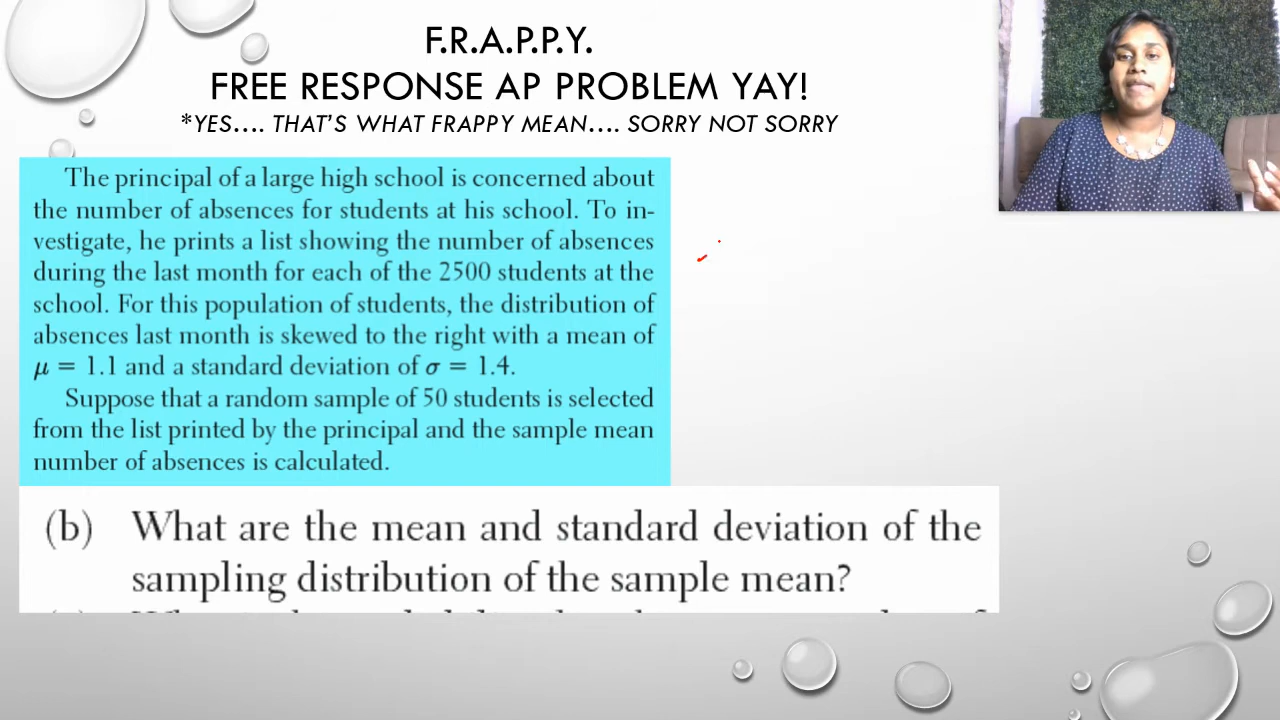 F.R.A.P.P.Y.
FREE RESPONSE AP PROBLEM YAY!
*YES.... THAT'S WHAT FRAPPY MEAN.... SORRY NOT SORRY
The principal of a large high school is concerned about
the number of absences for students at his school. To in-
vestigate, he prints a list showing the number of absences
during the last month for each of the 2500 students at the
school. For this population of students, the distribution of
absences last month is skewed to the right with a mean of
μ = 1.1 and a standard deviation of σ = 1.4.
Suppose that a random sample of 50 students is selected
from the list printed by the principal and the sample mean
number of absences is calculated.
(b) What are the mean and standard deviation of the
sampling distribution of the sample mean?